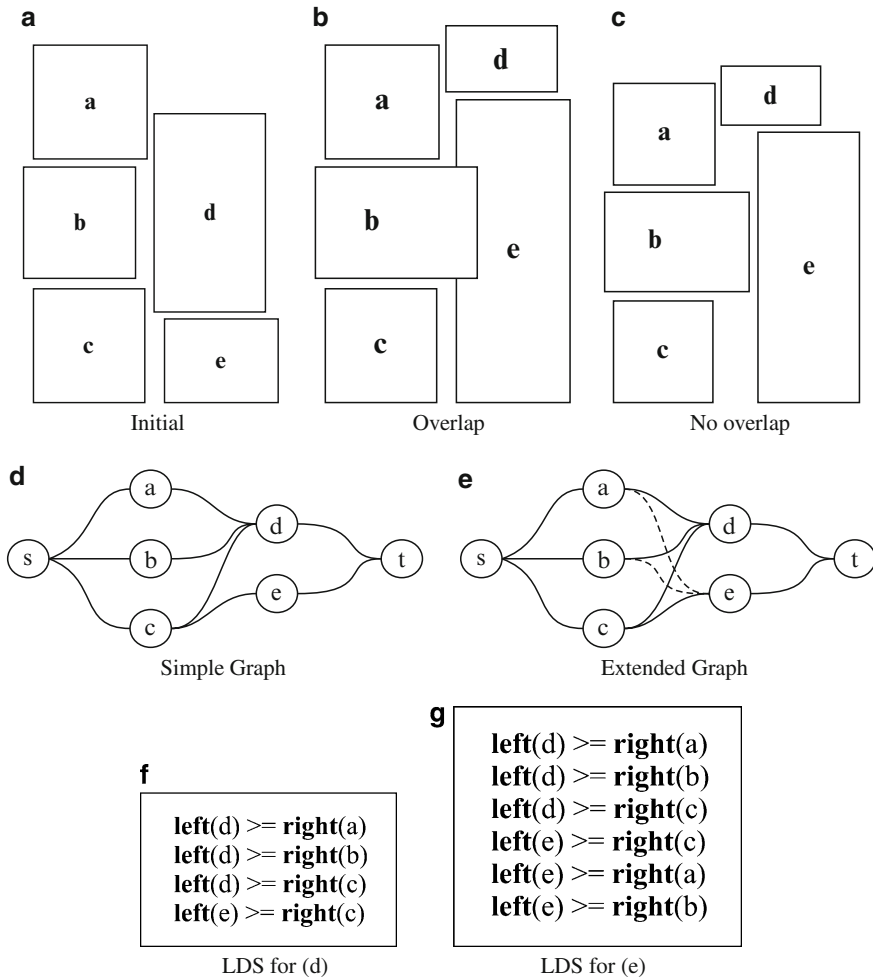 a
b
c
a
b
c
d
e
Initial
a
b
c
d
e
Overlap
a
b
c
d
e
No overlap
d
s
a
b
c
d
e
t
Simple Graph
e
s
a
b
c
d
e
t
Extended Graph
f
left(d) >= right(a)
left(d) >= right(b)
left(d) >= right(c)
left(e) >= right(c)
LDS for (d)
g
left(d) >= right(a)
left(d) >= right(b)
left(d) >= right(c)
left(e) >= right(c)
left(e) >= right(a)
left(e) >= right(b)
LDS for (e)